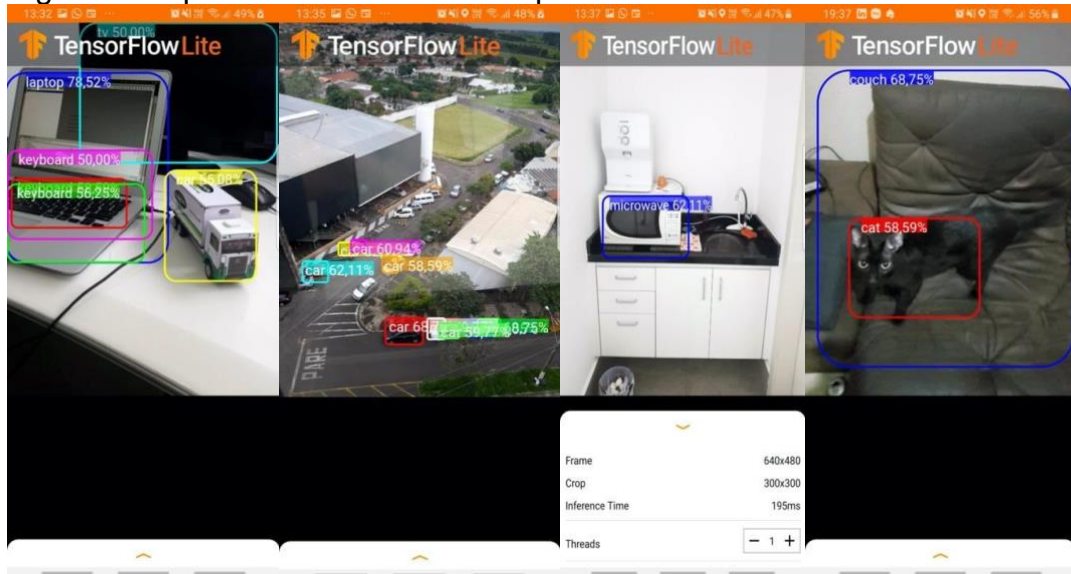 13:32 49%
TensorFlow Lite
tv 50,00%
laptop 78,52%
keyboard 50,00%
keyboard 56,25%
car 56,08%
13:35 48%
TensorFlow Lite
car 60,94%
car 62,11%
car 58,59%
car 68,
car 59,77%
8,75%
PARE
13:37 47%
TensorFlow Lite
microwave 62,11%
Frame 640x480
Crop 300x300
Inference Time 195ms
Threads - 1 +
19:37 56%
TensorFlow Lite
couch 68,75%
cat 58,59%